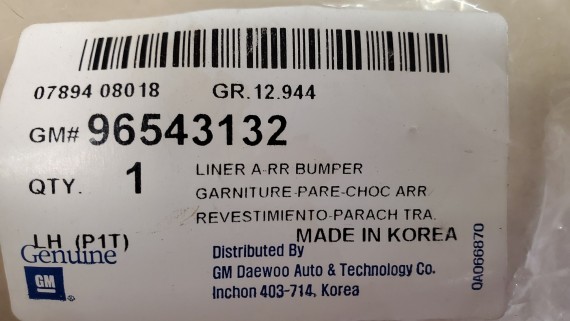 07894 08018 GR.12.944
GM# 96543132
QTY. 1
LINER A-RR BUMPER
GARNITURE-PARE-CHOC ARR
REVESTIMIENTO-PARACH TRA.
LH (P1T) MADE IN KOREA
Genuine
GM
Distributed By
GM Daewoo Auto & Technology Co.
Inchon 403-714, Korea
QA066870